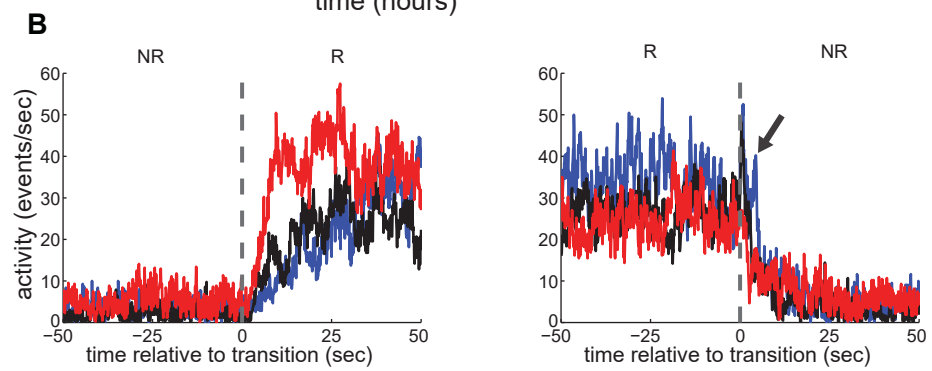 time (hours)
B
NR R
R NR
activity (events/sec)
60
50
40
30
20
10
0
−50 −25 0 25 50
time relative to transition (sec)
60
50
40
30
20
10
0
−50 −25 0 25 50
time relative to transition (sec)